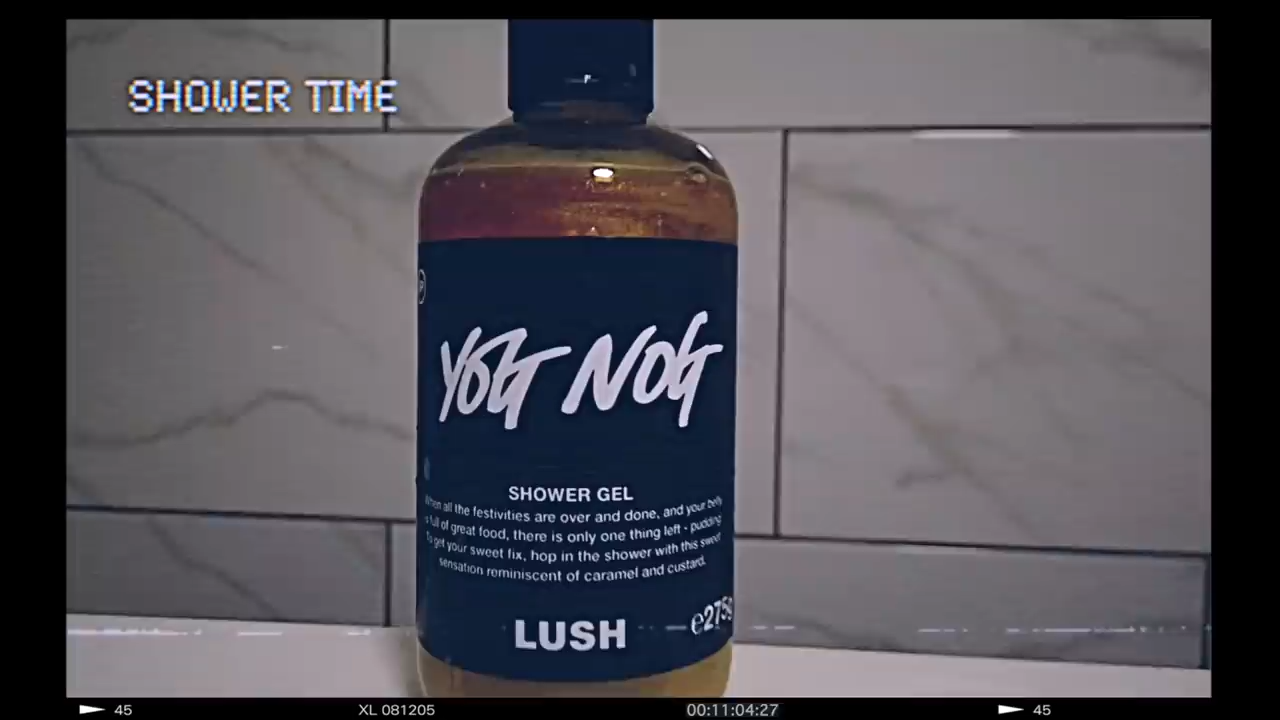 SHOWER TIME
P
YOG NOG
SHOWER GEL
When all the festivities are over and done, and your belly
is full of great food, there is only one thing left - pudding
To get your sweet fix, hop in the shower with this sweet
sensation reminiscent of caramel and custard.
LUSH
e275g
45
XL 081205
00:11:04:27
45